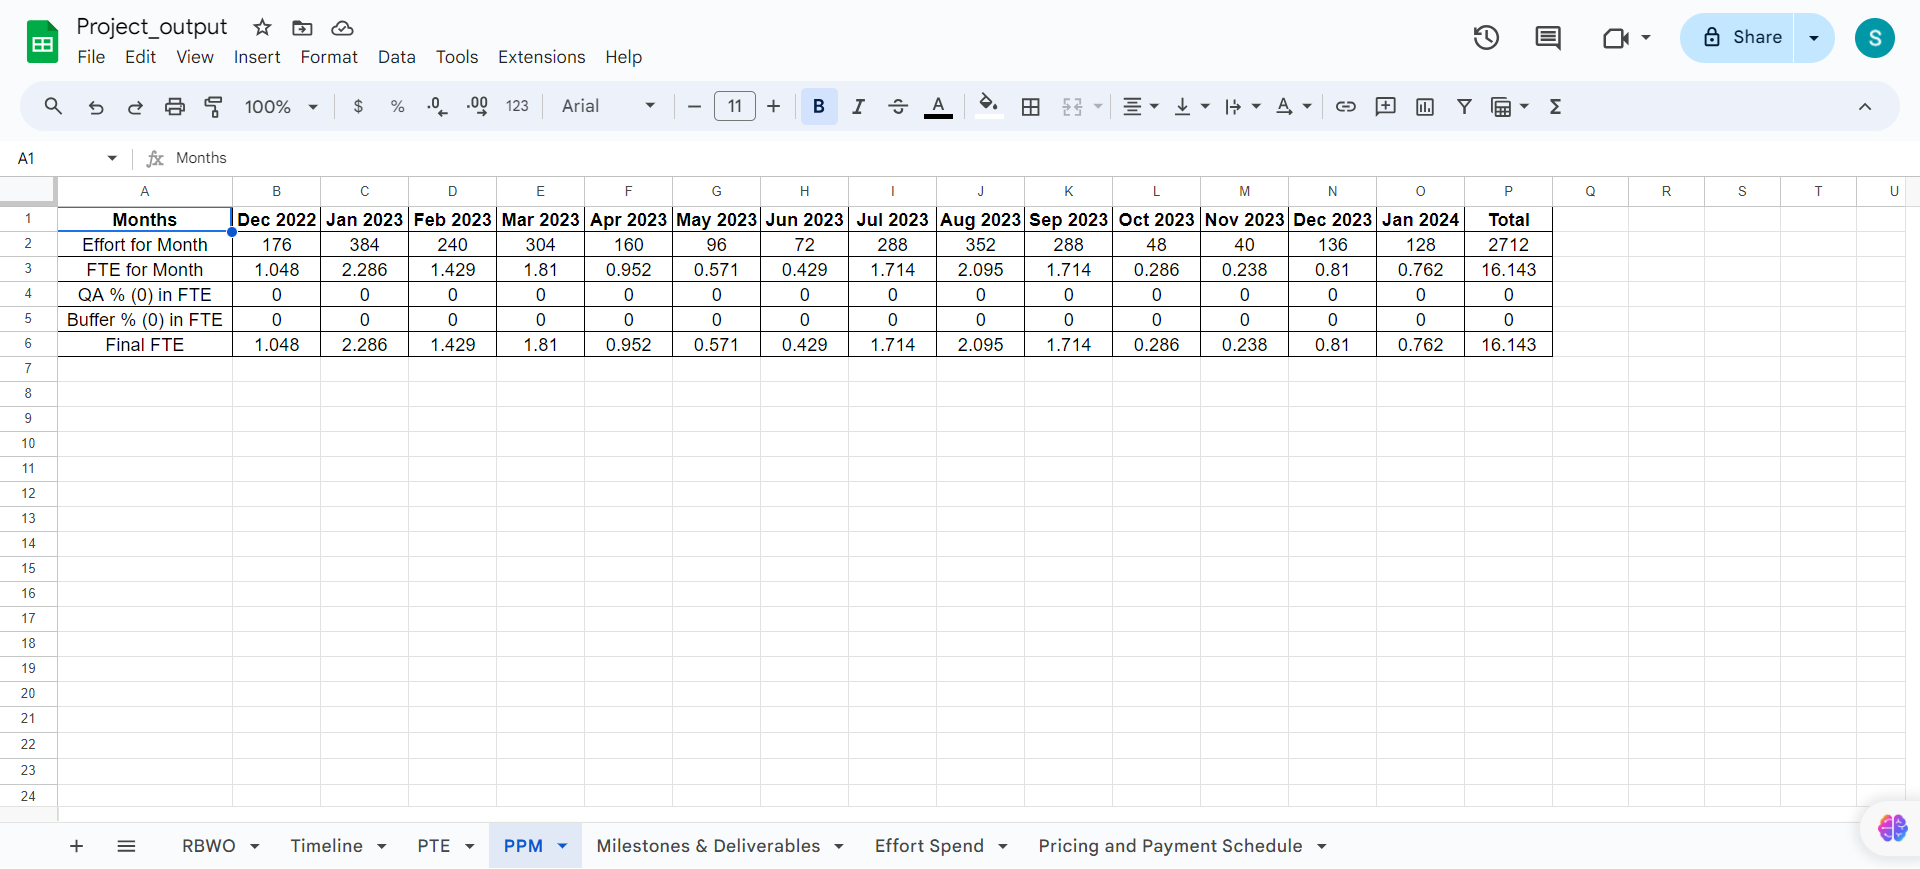 Project_output
File Edit View Insert Format Data Tools Extensions Help
Share
S
100% $ % .0 .00 123 Arial 11 B I S A
A1 fx Months
A B C D E F G H I J K L M N O P Q R S T U
1 Months Dec 2022 Jan 2023 Feb 2023 Mar 2023 Apr 2023 May 2023 Jun 2023 Jul 2023 Aug 2023 Sep 2023 Oct 2023 Nov 2023 Dec 2023 Jan 2024 Total
2 Effort for Month 176 384 240 304 160 96 72 288 352 288 48 40 136 128 2712
3 FTE for Month 1.048 2.286 1.429 1.81 0.952 0.571 0.429 1.714 2.095 1.714 0.286 0.238 0.81 0.762 16.143
4 QA % (0) in FTE 0 0 0 0 0 0 0 0 0 0 0 0 0 0 0
5 Buffer % (0) in FTE 0 0 0 0 0 0 0 0 0 0 0 0 0 0 0
6 Final FTE 1.048 2.286 1.429 1.81 0.952 0.571 0.429 1.714 2.095 1.714 0.286 0.238 0.81 0.762 16.143
7
8
9
10
11
12
13
14
15
16
17
18
19
20
21
22
23
24
RBWO Timeline PTE PPM Milestones & Deliverables Effort Spend Pricing and Payment Schedule